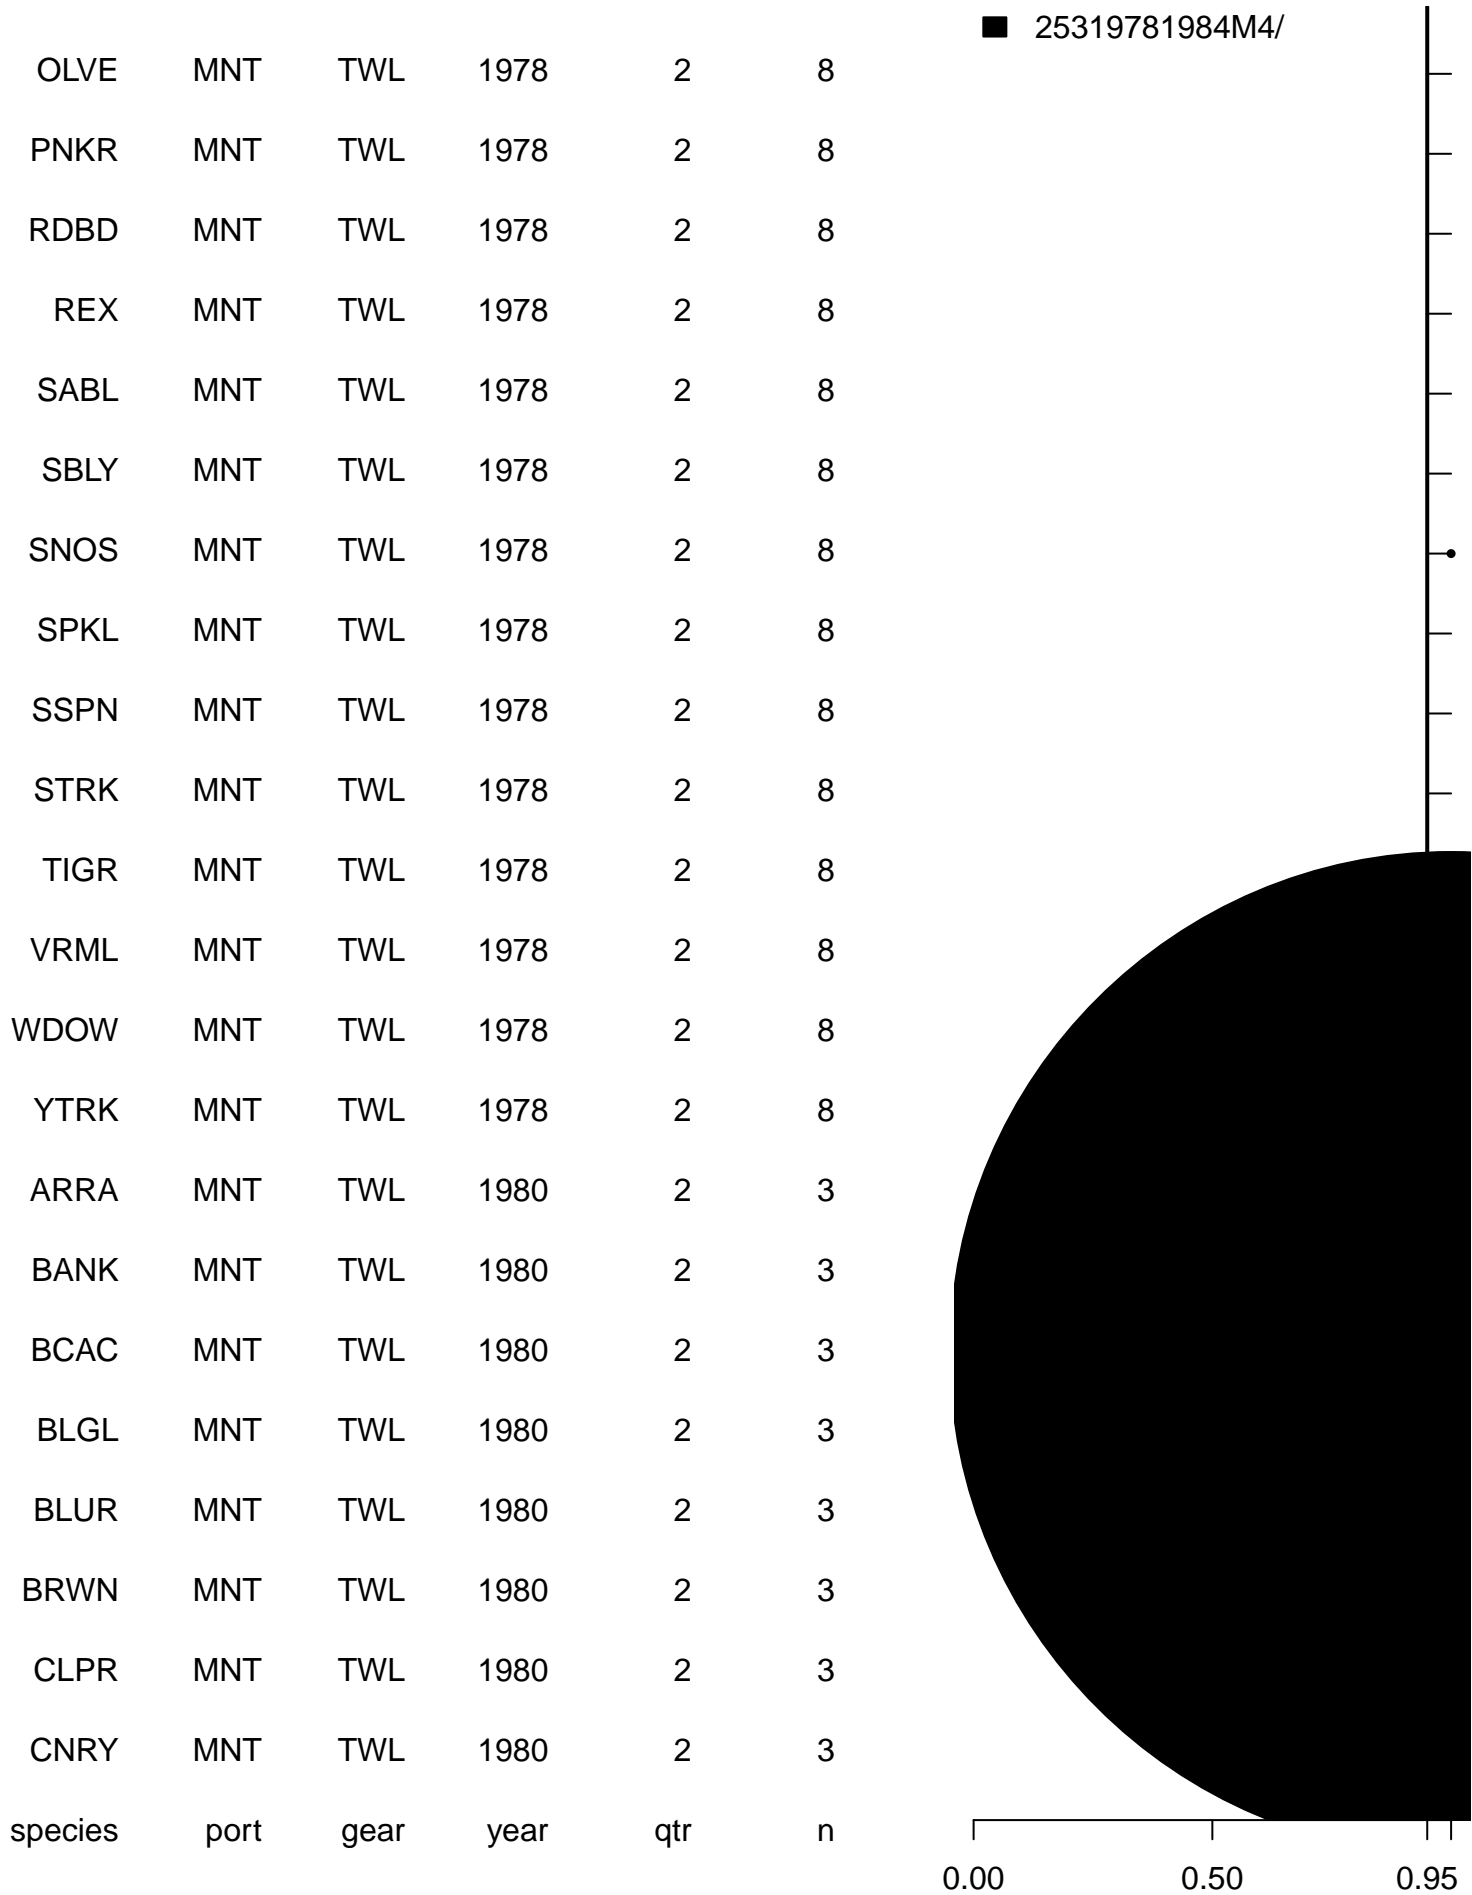 25319781984M4/
OLVE MNT TWL 1978 2 8
PNKR MNT TWL 1978 2 8
RDBD MNT TWL 1978 2 8
REX MNT TWL 1978 2 8
SABL MNT TWL 1978 2 8
SBLY MNT TWL 1978 2 8
SNOS MNT TWL 1978 2 8
SPKL MNT TWL 1978 2 8
SSPN MNT TWL 1978 2 8
STRK MNT TWL 1978 2 8
TIGR MNT TWL 1978 2 8
VRML MNT TWL 1978 2 8
WDOW MNT TWL 1978 2 8
YTRK MNT TWL 1978 2 8
ARRA MNT TWL 1980 2 3
BANK MNT TWL 1980 2 3
BCAC MNT TWL 1980 2 3
BLGL MNT TWL 1980 2 3
BLUR MNT TWL 1980 2 3
BRWN MNT TWL 1980 2 3
CLPR MNT TWL 1980 2 3
CNRY MNT TWL 1980 2 3
species port gear year qtr n
0.00 0.50 0.95